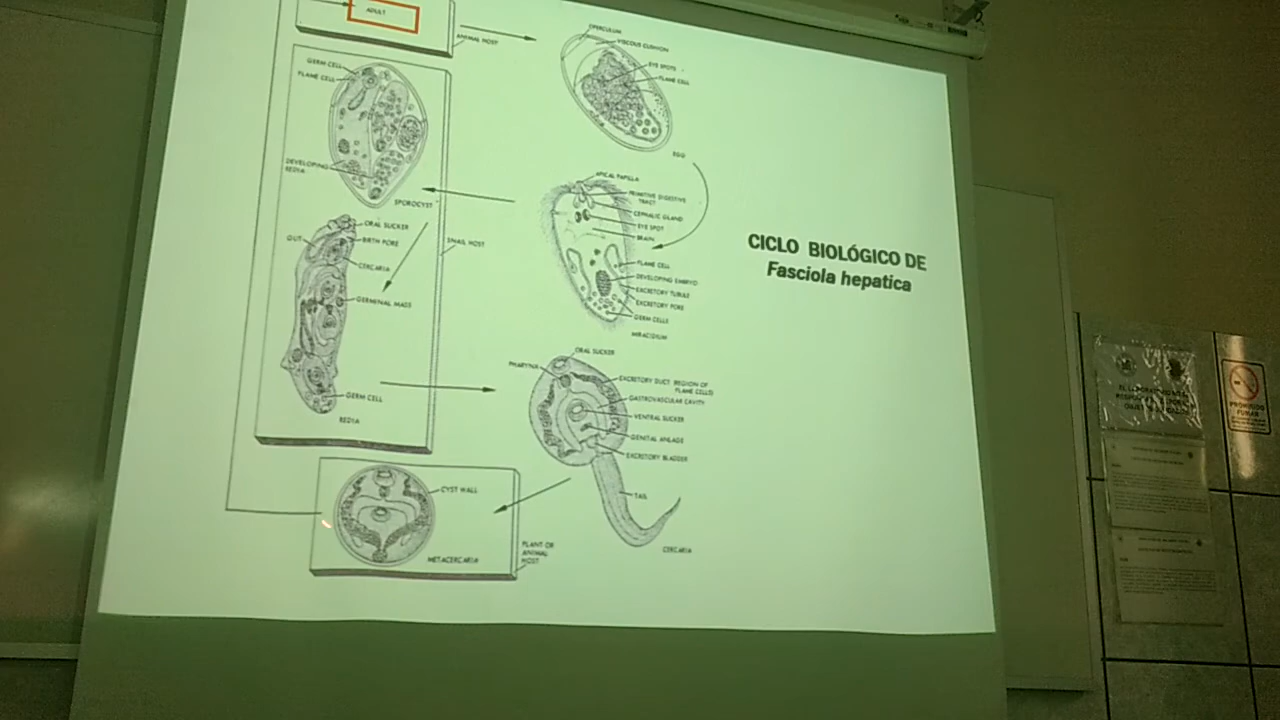 ADULT
ANIMAL HOST
OPERCULUM
VISCOUS CUSHION
EYE SPOTS
FLAME CELL
EGG
GERM CELL
FLAME CELL
DEVELOPING
REDIA
SPOROCYST
APICAL PAPILLA
PRIMITIVE DIGESTIVE
TRACT
CEPHALIC GLAND
EYE SPOT
BRAIN
FLAME CELL
DEVELOPING EMBRYO
EXCRETORY TUBULE
EXCRETORY PORE
GERM CELLS
MIRACIDIUM
CICLO BIOLÓGICO DE
Fasciola hepatica
ORAL SUCKER
GUT
BIRTH PORE
CERCARIA
GERMINAL MASS
GERM CELL
REDIA
SNAIL HOST
ORAL SUCKER
PHARYNX
EXCRETORY DUCT (REGION OF
FLAME CELLS)
GASTROVASCULAR CAVITY
VENTRAL SUCKER
GENITAL ANLAGE
EXCRETORY BLADDER
TAIL
CERCARIA
CYST WALL
METACERCARIA
PLANT OR
ANIMAL
HOST
PROHIBIDO
FUMAR